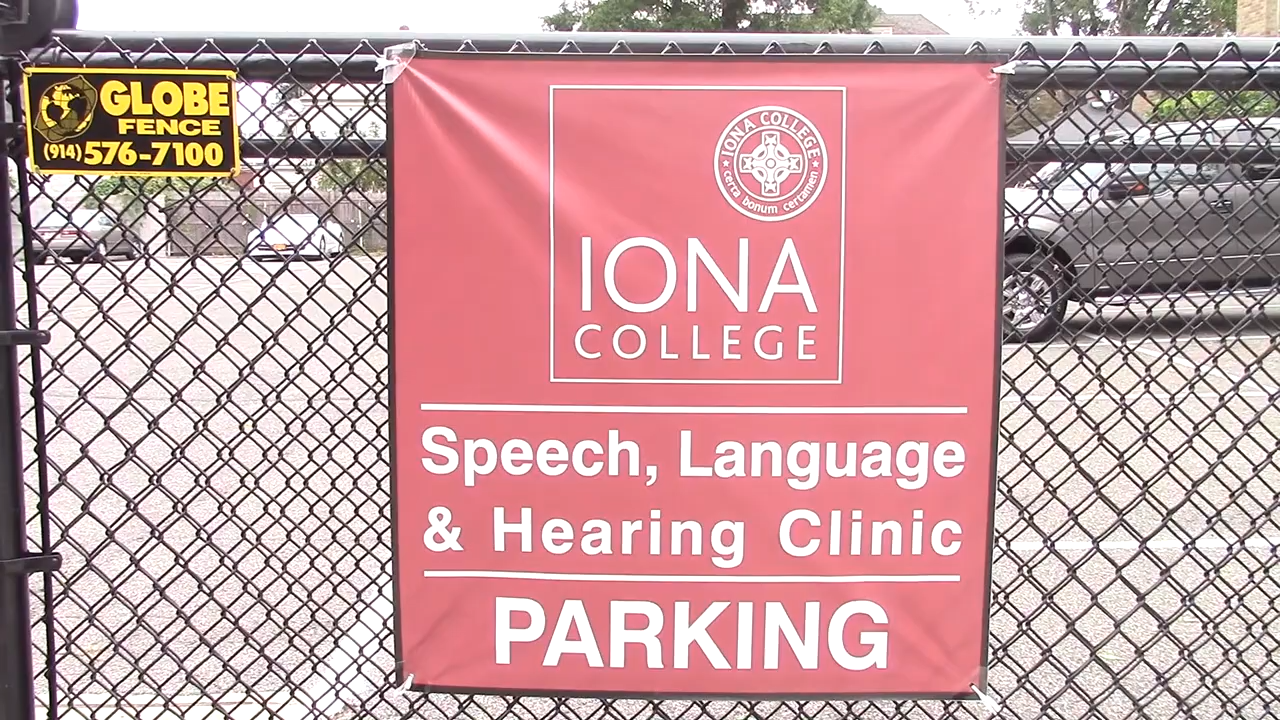 GLOBE
FENCE
(914) 576-7100
IONA COLLEGE
certa bonum certamen
IONA
COLLEGE
Speech, Language
& Hearing Clinic
PARKING